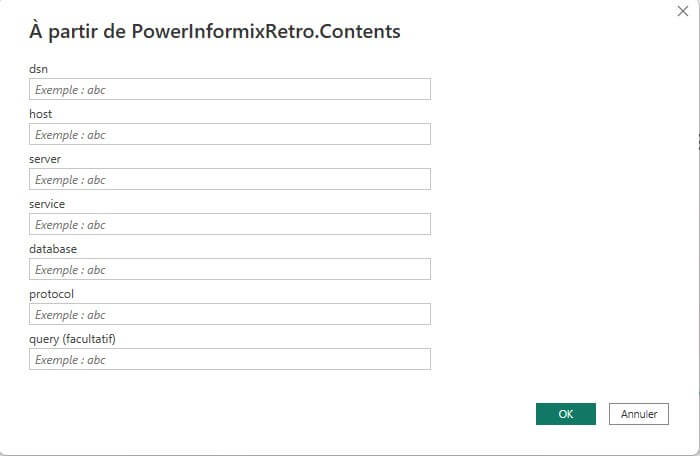 À partir de PowerInformixRetro.Contents
dsn
Exemple : abc
host
Exemple : abc
server
Exemple : abc
service
Exemple : abc
database
Exemple : abc
protocol
Exemple : abc
query (facultatif)
Exemple : abc
OK
Annuler